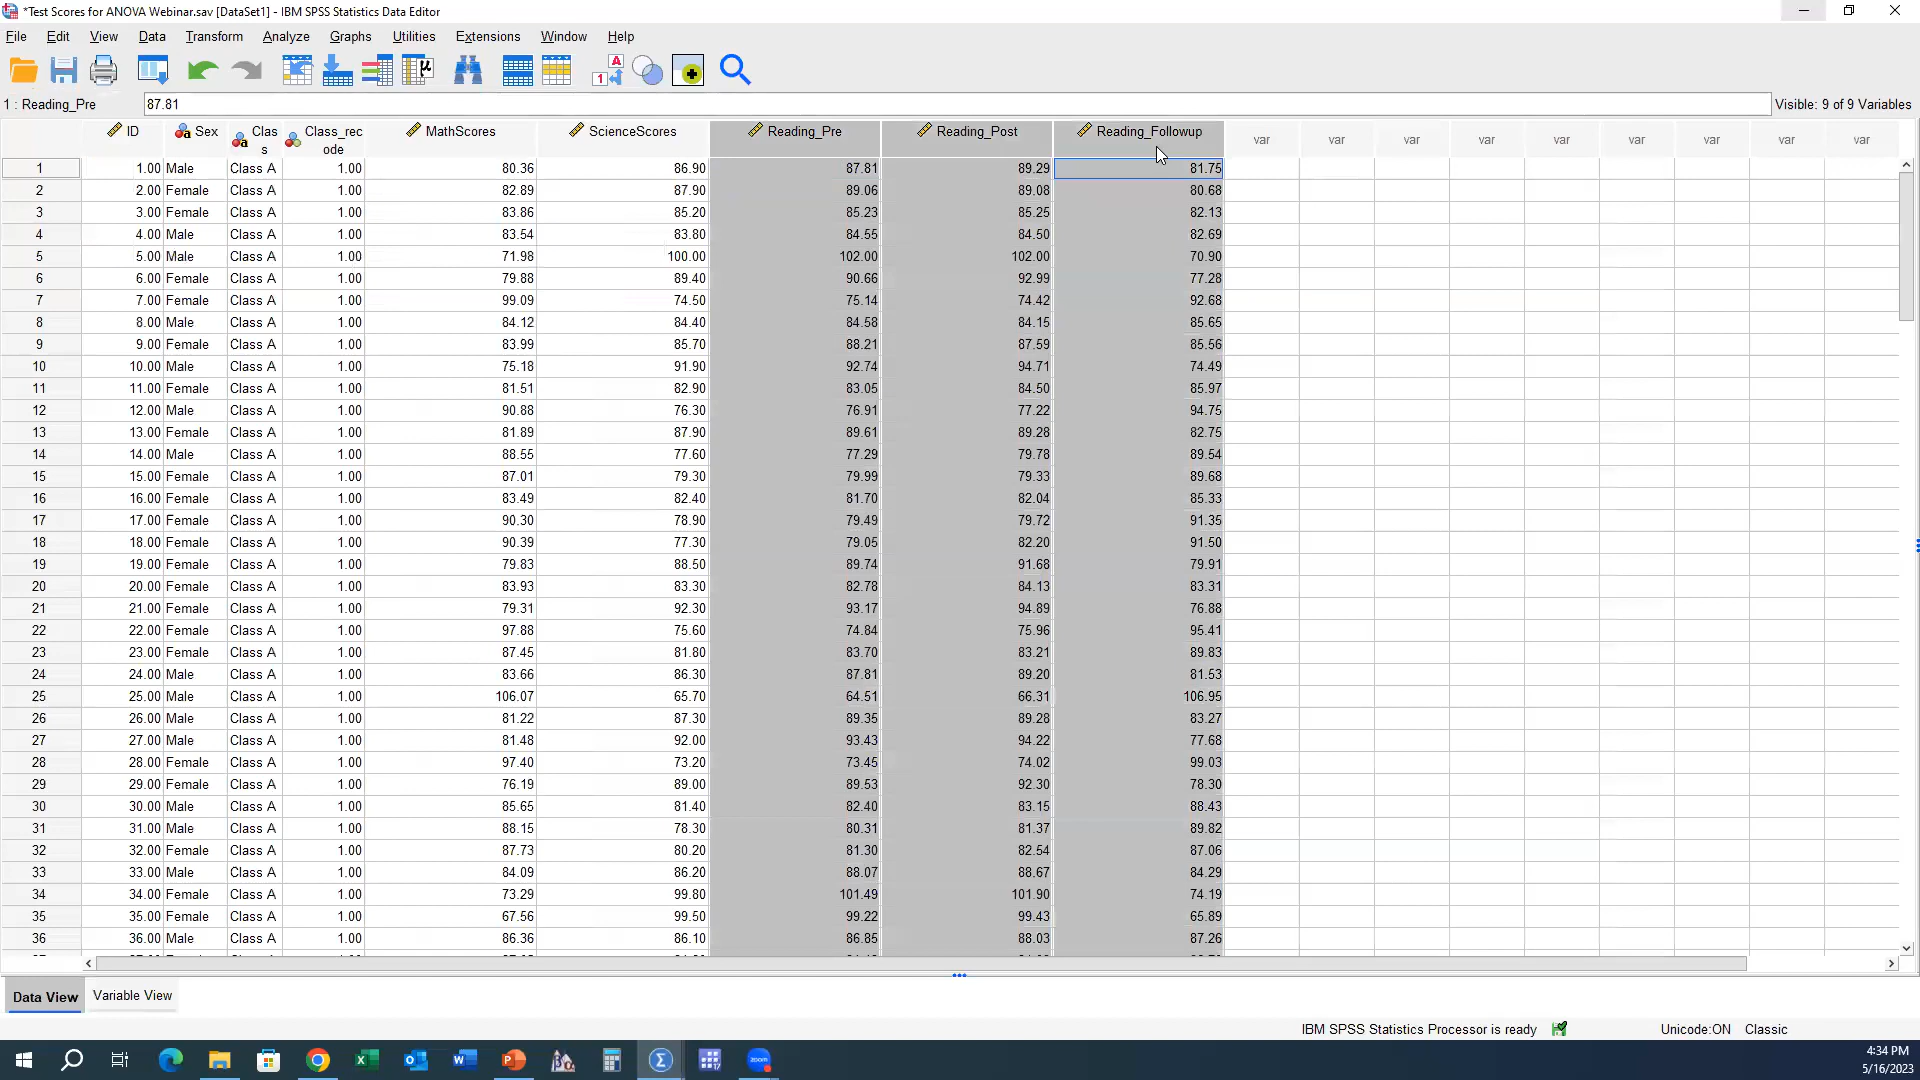 *Test Scores for ANOVA Webinar.sav [DataSet1] - IBM SPSS Statistics Data Editor
File Edit View Data Transform Analyze Graphs Utilities Extensions Window Help
1 : Reading_Pre 87.81 Visible: 9 of 9 Variables
ID Sex Clas s Class_rec ode MathScores ScienceScores Reading_Pre Reading_Post Reading_Followup var var var var var var var var var
1 1.00 Male Class A 1.00 80.36 86.90 87.81 89.29 81.75
2 2.00 Female Class A 1.00 82.89 87.90 89.06 89.08 80.68
3 3.00 Female Class A 1.00 83.86 85.20 85.23 85.25 82.13
4 4.00 Male Class A 1.00 83.54 83.80 84.55 84.50 82.69
5 5.00 Male Class A 1.00 71.98 100.00 102.00 102.00 70.90
6 6.00 Female Class A 1.00 79.88 89.40 90.66 92.99 77.28
7 7.00 Female Class A 1.00 99.09 74.50 75.14 74.42 92.68
8 8.00 Male Class A 1.00 84.12 84.40 84.58 84.15 85.65
9 9.00 Female Class A 1.00 83.99 85.70 88.21 87.59 85.56
10 10.00 Male Class A 1.00 75.18 91.90 92.74 94.71 74.49
11 11.00 Female Class A 1.00 81.51 82.90 83.05 84.50 85.97
12 12.00 Male Class A 1.00 90.88 76.30 76.91 77.22 94.75
13 13.00 Female Class A 1.00 81.89 87.90 89.61 89.28 82.75
14 14.00 Male Class A 1.00 88.55 77.60 77.29 79.78 89.54
15 15.00 Female Class A 1.00 87.01 79.30 79.99 79.33 89.68
16 16.00 Female Class A 1.00 83.49 82.40 81.70 82.04 85.33
17 17.00 Female Class A 1.00 90.30 78.90 79.49 79.72 91.35
18 18.00 Female Class A 1.00 90.39 77.30 79.05 82.20 91.50
19 19.00 Female Class A 1.00 79.83 88.50 89.74 91.68 79.91
20 20.00 Female Class A 1.00 83.93 83.30 82.78 84.13 83.31
21 21.00 Female Class A 1.00 79.31 92.30 93.17 94.89 76.88
22 22.00 Female Class A 1.00 97.88 75.60 74.84 75.96 95.41
23 23.00 Female Class A 1.00 87.45 81.80 83.70 83.21 89.83
24 24.00 Male Class A 1.00 83.66 86.30 87.81 89.20 81.53
25 25.00 Male Class A 1.00 106.07 65.70 64.51 66.31 106.95
26 26.00 Male Class A 1.00 81.22 87.30 89.35 89.28 83.27
27 27.00 Male Class A 1.00 81.48 92.00 93.43 94.22 77.68
28 28.00 Female Class A 1.00 97.40 73.20 73.45 74.02 99.03
29 29.00 Female Class A 1.00 76.19 89.00 89.53 92.30 78.30
30 30.00 Male Class A 1.00 85.65 81.40 82.40 83.15 88.43
31 31.00 Male Class A 1.00 88.15 78.30 80.31 81.37 89.82
32 32.00 Female Class A 1.00 87.73 80.20 81.30 82.54 87.06
33 33.00 Male Class A 1.00 84.09 86.20 88.07 88.67 84.29
34 34.00 Female Class A 1.00 73.29 99.80 101.49 101.90 74.19
35 35.00 Female Class A 1.00 67.56 99.50 99.22 99.43 65.89
36 36.00 Male Class A 1.00 86.36 86.10 86.85 88.03 87.26
Data View Variable View
IBM SPSS Statistics Processor is ready Unicode:ON Classic
4:34 PM
5/16/2023